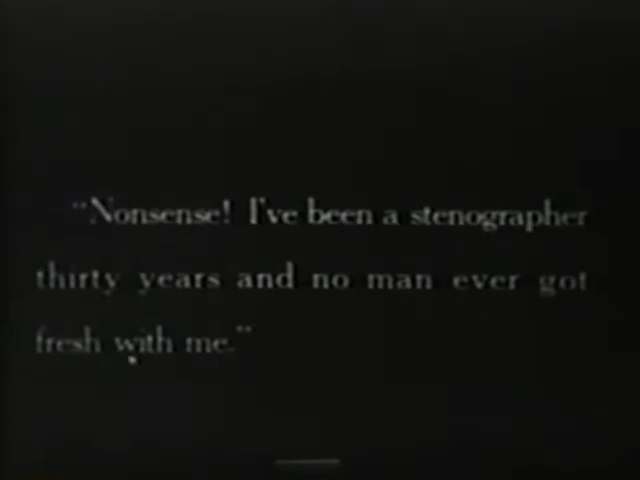 "Nonsense! I've been a stenographer
thirty years and no man ever got
fresh with me."